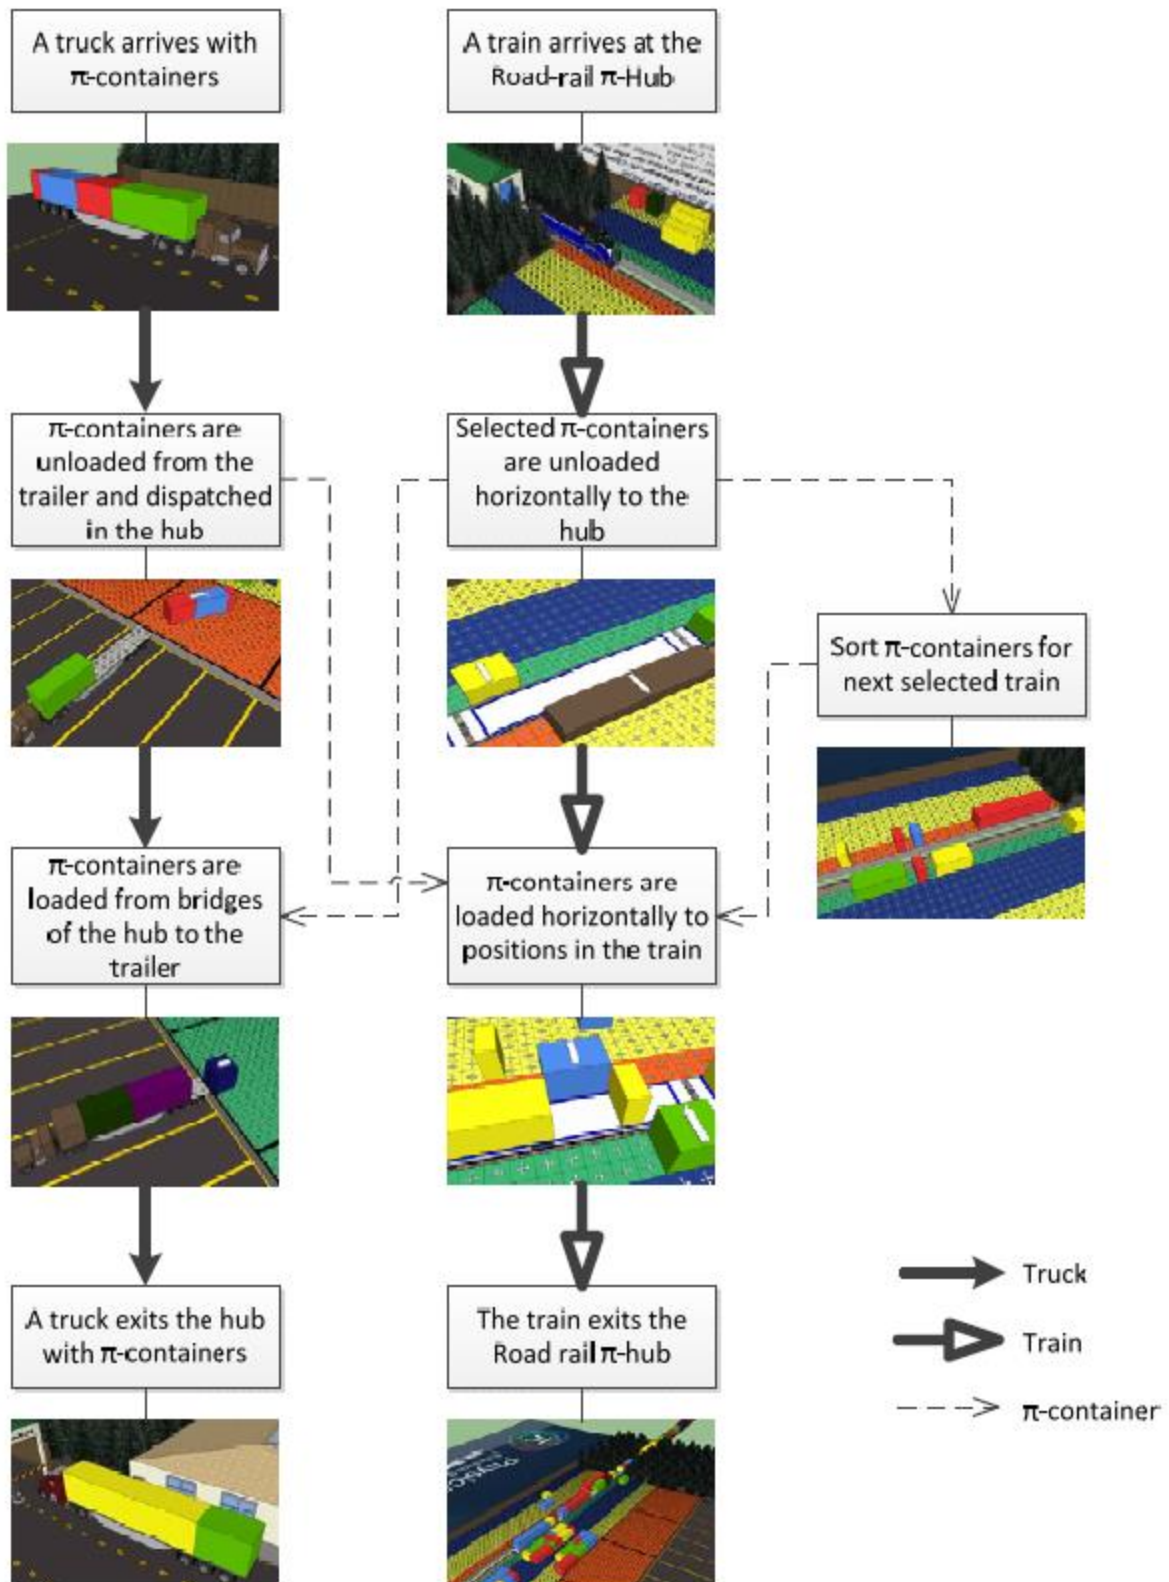 A truck arrives with
π-containers
A train arrives at the
Road-rail π-Hub
π-containers are
unloaded from the
trailer and dispatched
in the hub
Selected π-containers
are unloaded
horizontally to the
hub
Sort π-containers for
next selected train
π-containers are
loaded from bridges
of the hub to the
trailer
π-containers are
loaded horizontally to
positions in the train
A truck exits the hub
with π-containers
The train exits the
Road rail π-hub
Truck
Train
π-container